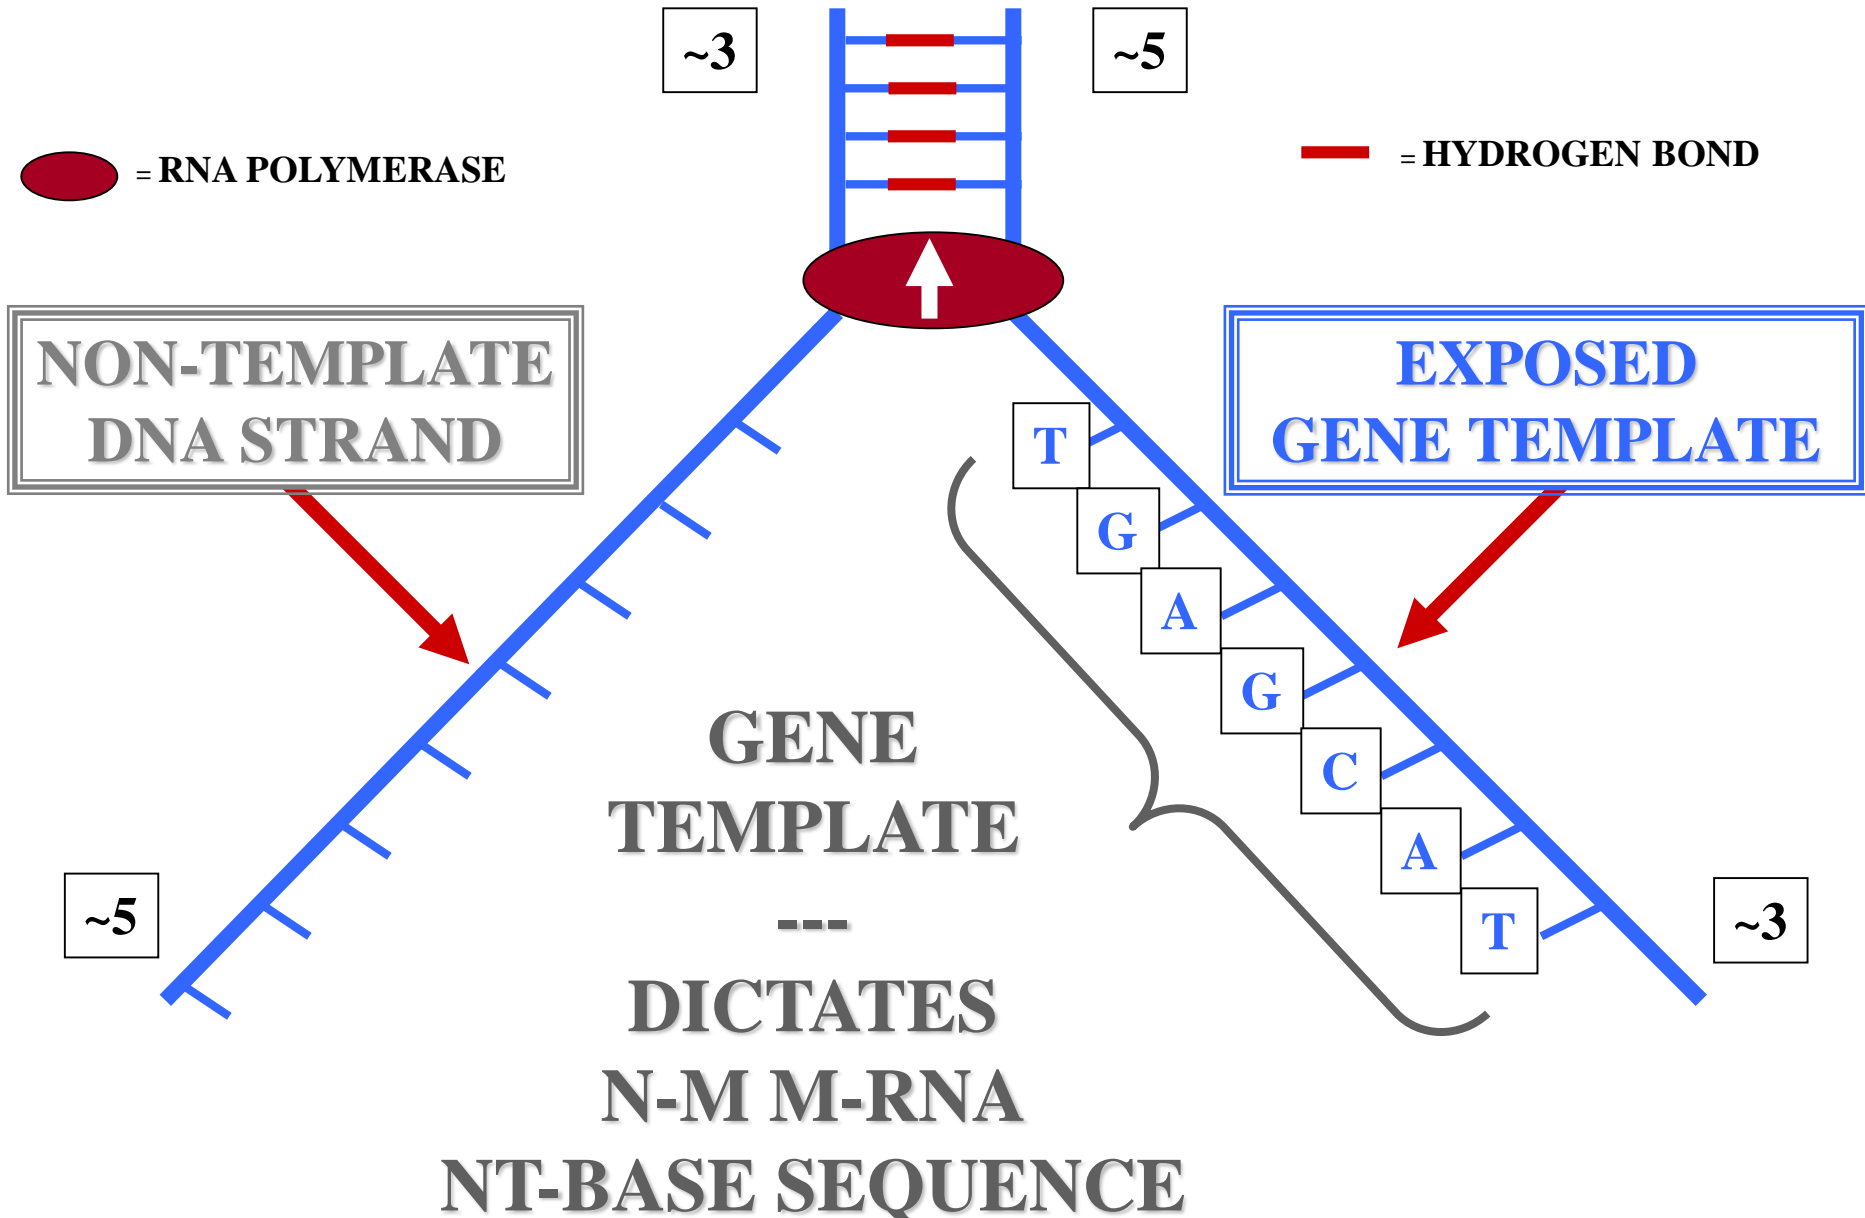 ~3
~5
= RNA POLYMERASE
= HYDROGEN BOND
NON-TEMPLATE
DNA STRAND
EXPOSED
GENE TEMPLATE
T
G
A
G
C
A
T
GENE
TEMPLATE
---
DICTATES
N-M M-RNA
NT-BASE SEQUENCE
~5
~3